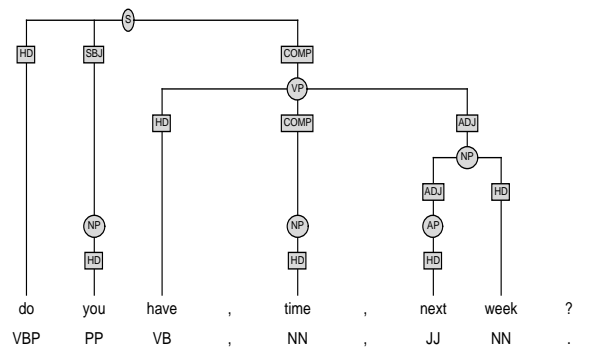 S
HD SBJ COMP
VP
HD COMP ADJ
NP
ADJ HD
NP NP AP
HD HD HD
do you have , time , next week ?
VBP PP VB , NN , JJ NN .